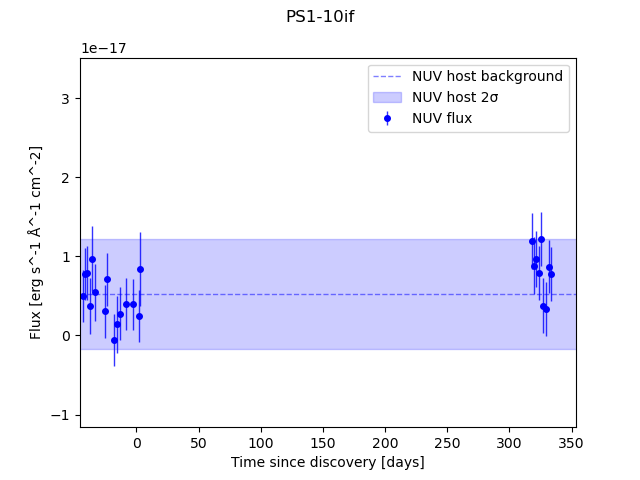 PS1-10if
1e−17
NUV host background
NUV host 2σ
NUV flux
3
2
1
0
−1
Flux [erg s^-1 Å^-1 cm^-2]
0 50 100 150 200 250 300 350
Time since discovery [days]